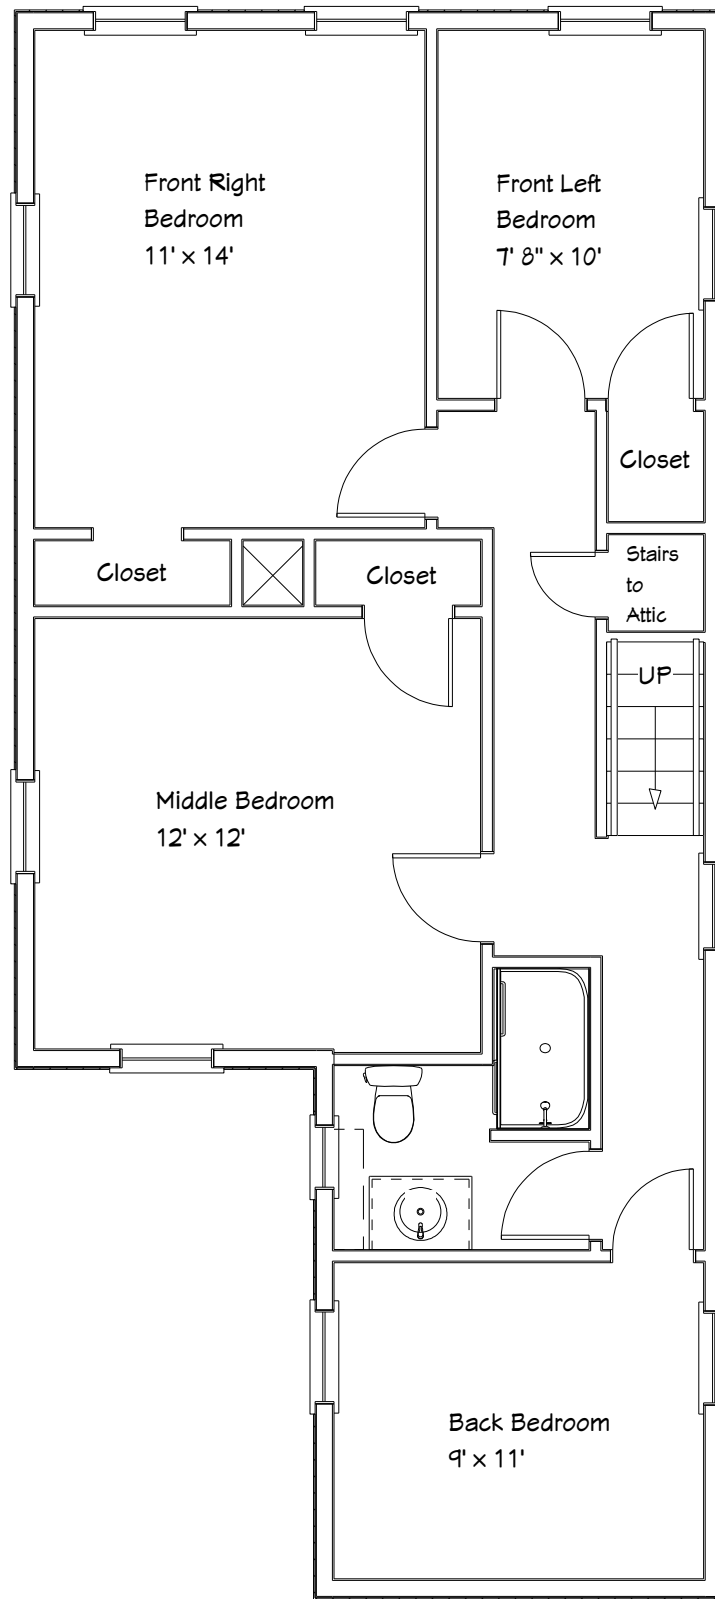 Front Right
Bedroom
11' x 14'
Front Left
Bedroom
7' 8" x 10'
Closet
Closet
Closet
Stairs
to
Attic
UP
Middle Bedroom
12' x 12'
Back Bedroom
9' x 11'